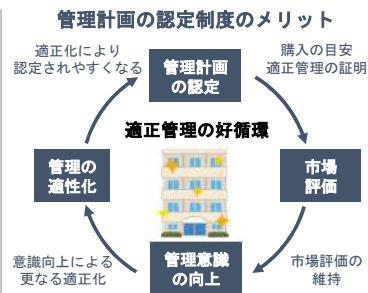 管理計画の認定制度のメリット
適正化により
認定されやすくなる
管理計画
の認定
購入の目安
適正管理の証明
適正管理の好循環
管理の
適性化
市場
評価
意識向上による
更なる適正化
管理意識
の向上
市場評価の
維持